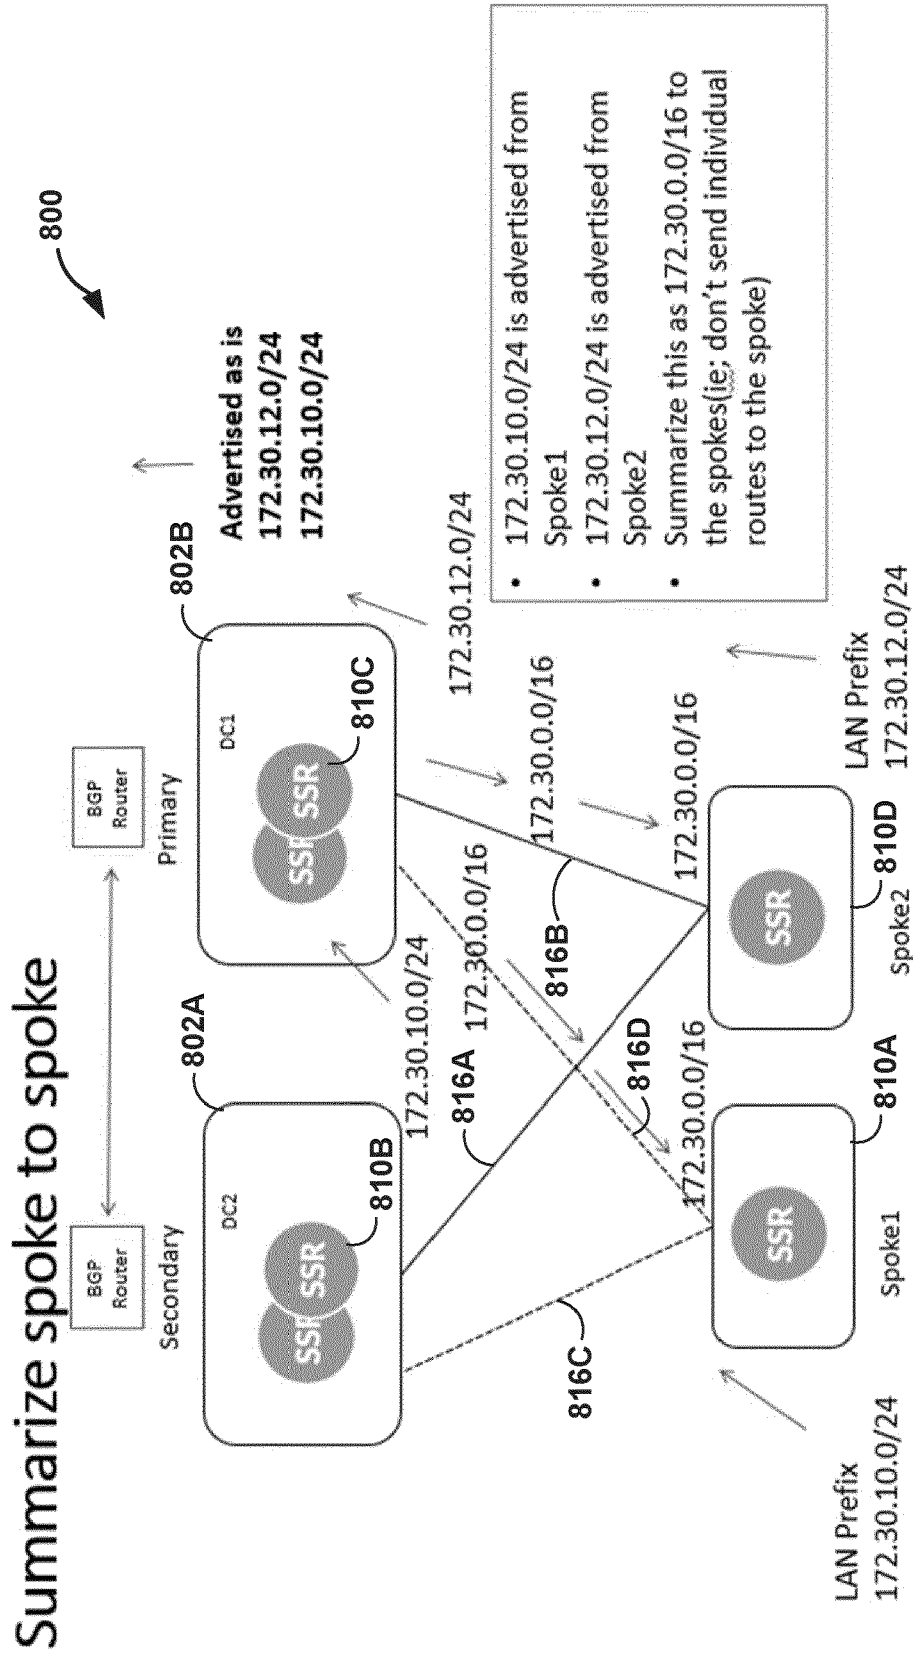 Summarize spoke to spoke
800
BGP
Router
Secondary
BGP
Router
Primary
Advertised as is
172.30.12.0/24
172.30.10.0/24
802A
802B
DC2
SSR
SSR
810B
DC1
SSR
SSR
810C
172.30.10.0/24
172.30.12.0/24
816A
172.30.0.0/16
172.30.0.0/16
816B
816C
816D
172.30.0.0/16
172.30.0.0/16
• 172.30.10.0/24 is advertised from
Spoke1
• 172.30.12.0/24 is advertised from
Spoke2
• Summarize this as 172.30.0.0/16 to
the spokes(ie; don't send individual
routes to the spoke)
SSR
810A
Spoke1
SSR
810D
Spoke2
LAN Prefix
172.30.10.0/24
LAN Prefix
172.30.12.0/24